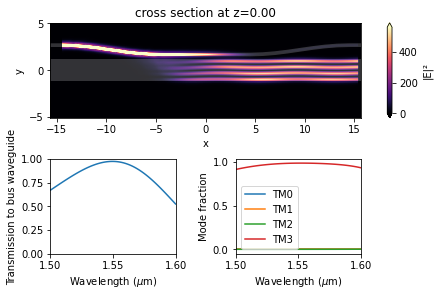 cross section at z=0.00
5
0
−5
y
−15
−10
−5
0
5
10
15
x
400
200
0
|E|²
1.00
0.75
0.50
0.25
0.00
Transmission to bus waveguide
1.50
1.55
1.60
Wavelength (μm)
1.0
0.5
0.0
Mode fraction
TM0
TM1
TM2
TM3
1.50
1.55
1.60
Wavelength (μm)